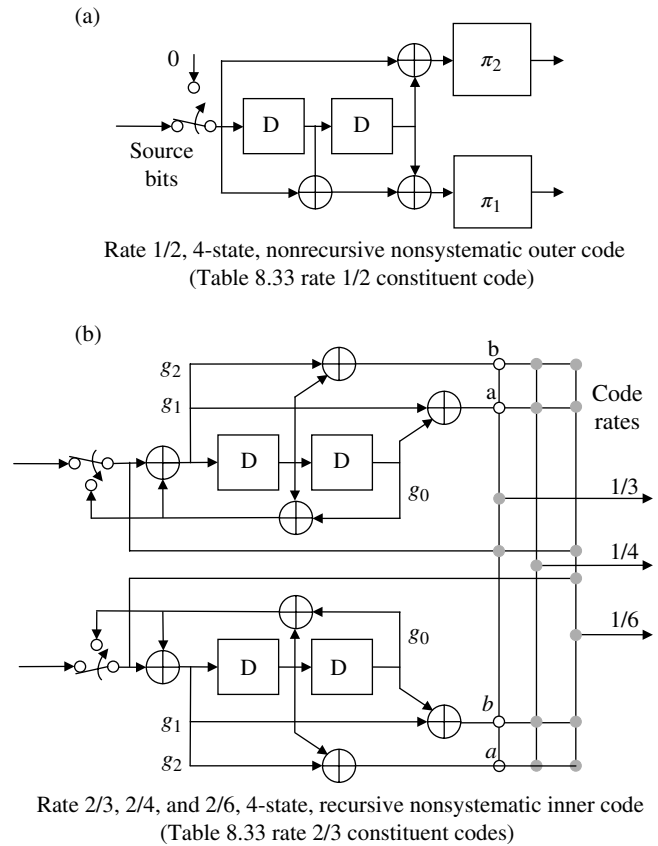 (a)
0
D
D
π2
Source
bits
π1
Rate 1/2, 4-state, nonrecursive nonsystematic outer code
(Table 8.33 rate 1/2 constituent code)
(b)
g2
b
g1
a
Code
rates
D
D
g0
1/3
1/4
1/6
g0
D
D
g1
b
g2
a
Rate 2/3, 2/4, and 2/6, 4-state, recursive nonsystematic inner code
(Table 8.33 rate 2/3 constituent codes)